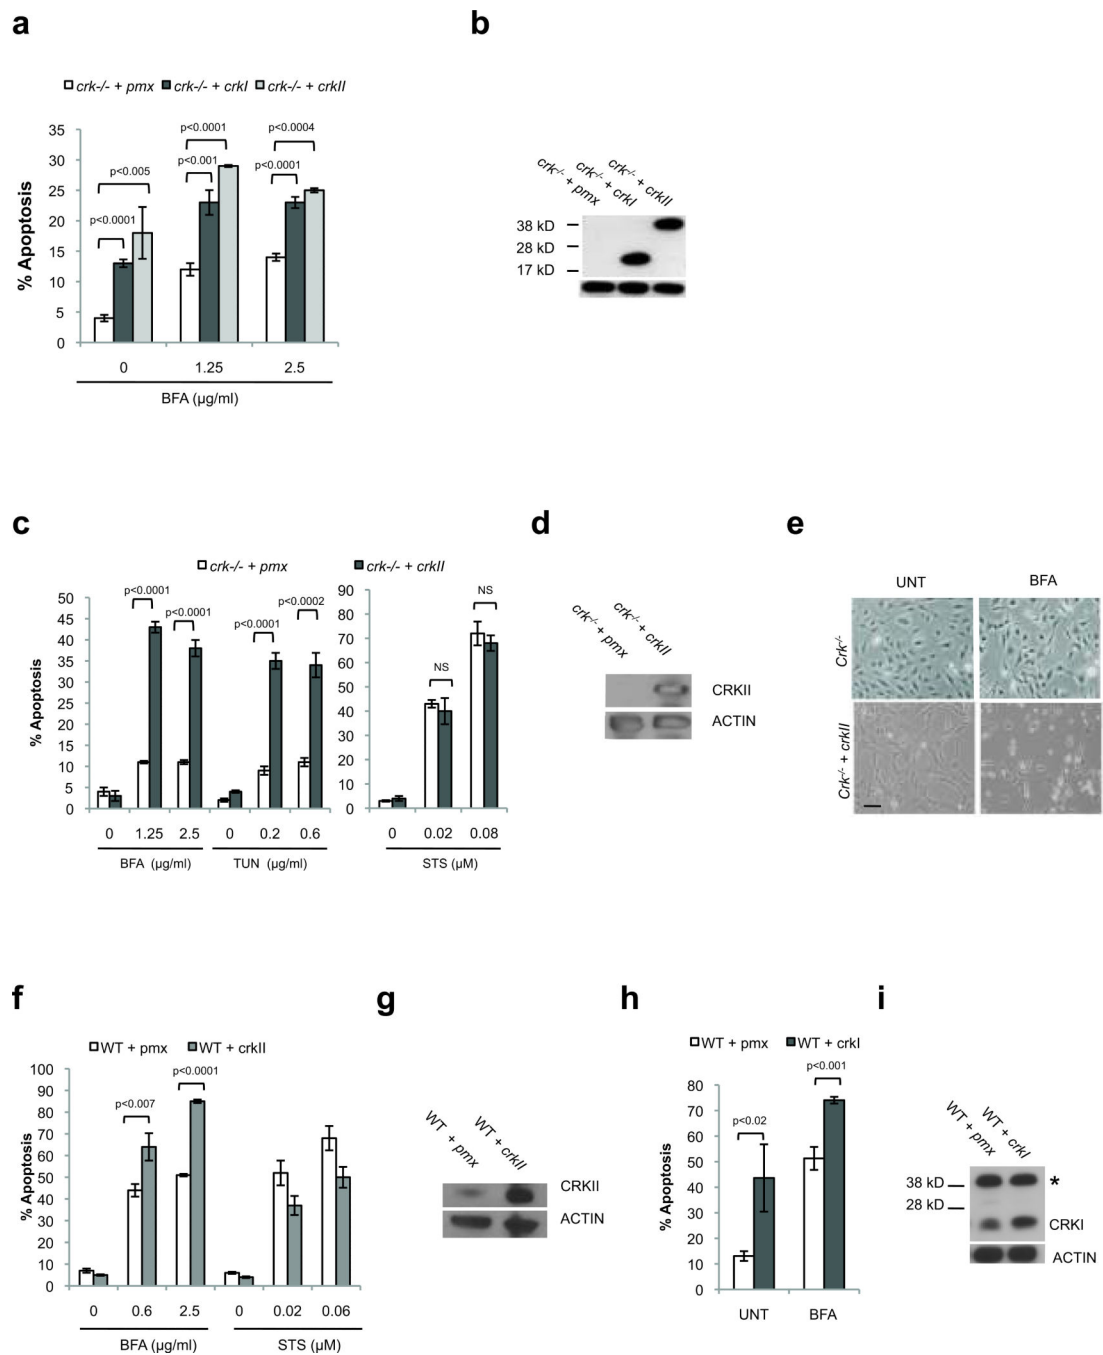 a
crk-/- + pmx crk-/- + crkI crk-/- + crkII
35
30
25
20
15
10
5
0
% Apoptosis
p<0.005
p<0.0001
p<0.0001
p<0.001
p<0.0004
p<0.0001
0 1.25 2.5
BFA (µg/ml)
b
crk-/- + pmx
crk-/- + crkI
crk-/- + crkII
38 kD
28 kD
17 kD
c
crk-/- + pmx crk-/- + crkII
50
45
40
35
30
25
20
15
10
5
0
% Apoptosis
p<0.0001
p<0.0001
p<0.0001
p<0.0002
0 1.25 2.5 0 0.2 0.6
BFA (µg/ml) TUN (µg/ml)
90
80
70
60
50
40
30
20
10
0
NS
NS
0 0.02 0.08
STS (µM)
d
crk-/- + pmx
crk-/- + crkII
CRKII
ACTIN
e
UNT BFA
Crk-/-
Crk-/- + crkII
f
WT + pmx WT + crkII
100
90
80
70
60
50
40
30
20
10
0
% Apoptosis
p<0.007
p<0.0001
0 0.6 2.5 0 0.02 0.06
BFA (µg/ml) STS (µM)
g
WT + pmx
WT + crkII
CRKII
ACTIN
h
WT + pmx WT + crkI
80
70
60
50
40
30
20
10
0
% Apoptosis
p<0.02
p<0.001
UNT BFA
i
WT + pmx
WT + crkI
38 kD *
28 kD
CRKI
ACTIN